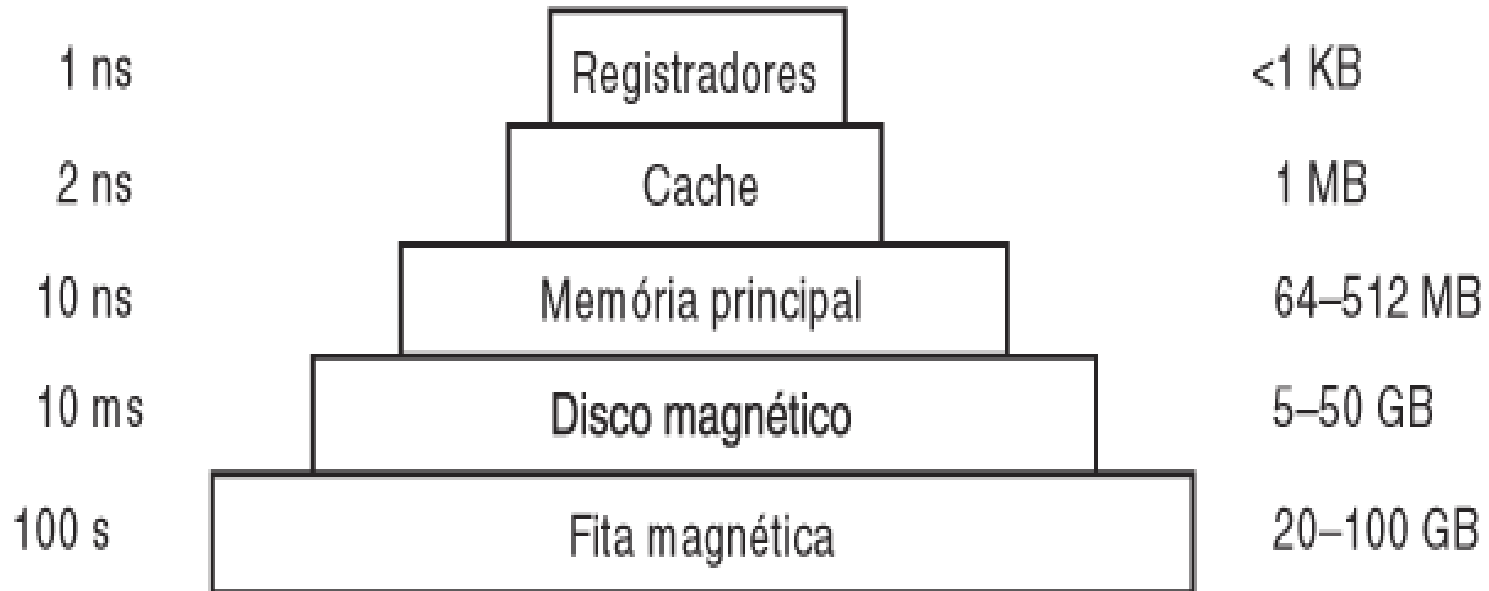 1 ns Registradores <1 KB
2 ns Cache 1 MB
10 ns Memória principal 64–512 MB
10 ms Disco magnético 5–50 GB
100 s Fita magnética 20–100 GB